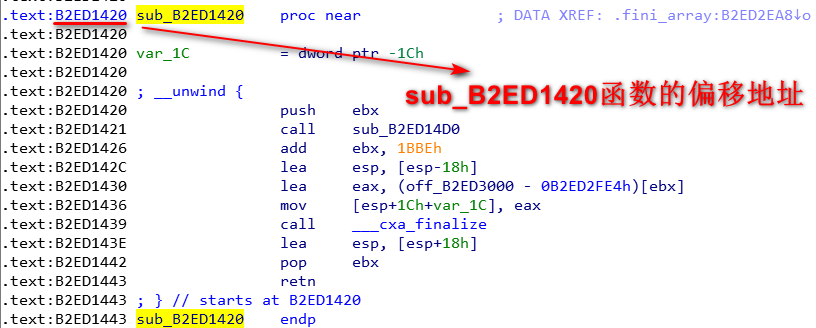 .text:B2ED1420 sub_B2ED1420 proc near ; DATA XREF: .fini_array:B2ED2EA8↓o
.text:B2ED1420
.text:B2ED1420 var_1C = dword ptr -1Ch
.text:B2ED1420
.text:B2ED1420 ; __unwind {
.text:B2ED1420 push ebx
.text:B2ED1421 call sub_B2ED14D0
.text:B2ED1426 add ebx, 1BBEh
.text:B2ED142C lea esp, [esp-18h]
.text:B2ED1430 lea eax, (off_B2ED3000 - 0B2ED2FE4h)[ebx]
.text:B2ED1436 mov [esp+1Ch+var_1C], eax
.text:B2ED1439 call ___cxa_finalize
.text:B2ED143E lea esp, [esp+18h]
.text:B2ED1442 pop ebx
.text:B2ED1443 retn
.text:B2ED1443 ; } // starts at B2ED1420
.text:B2ED1443 sub_B2ED1420 endp
sub_B2ED1420函数的偏移地址